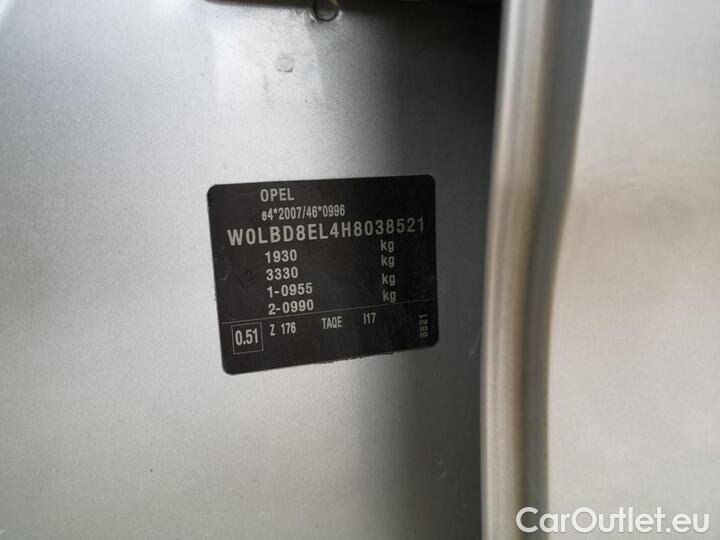 OPEL
e4*2007/46*0996
W0LBD8EL4H8038521
1930 kg
3330 kg
1-0955 kg
2-0990 kg
0.51 Z 176 TAQE I17
8521
CarOutlet.eu